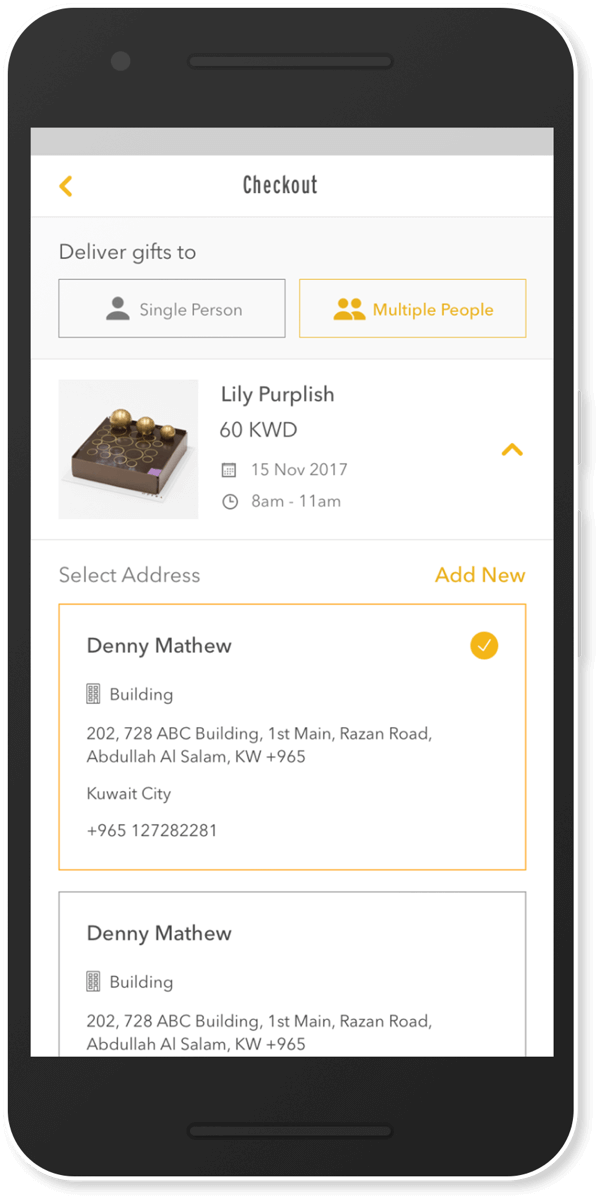 Checkout
Deliver gifts to
Single Person
Multiple People
Lily Purplish
60 KWD
15 Nov 2017
8am - 11am
Select Address
Add New
Denny Mathew
Building
202, 728 ABC Building, 1st Main, Razan Road,
Abdullah Al Salam, KW +965
Kuwait City
+965 127282281
Denny Mathew
Building
202, 728 ABC Building, 1st Main, Razan Road,
Abdullah Al Salam, KW +965